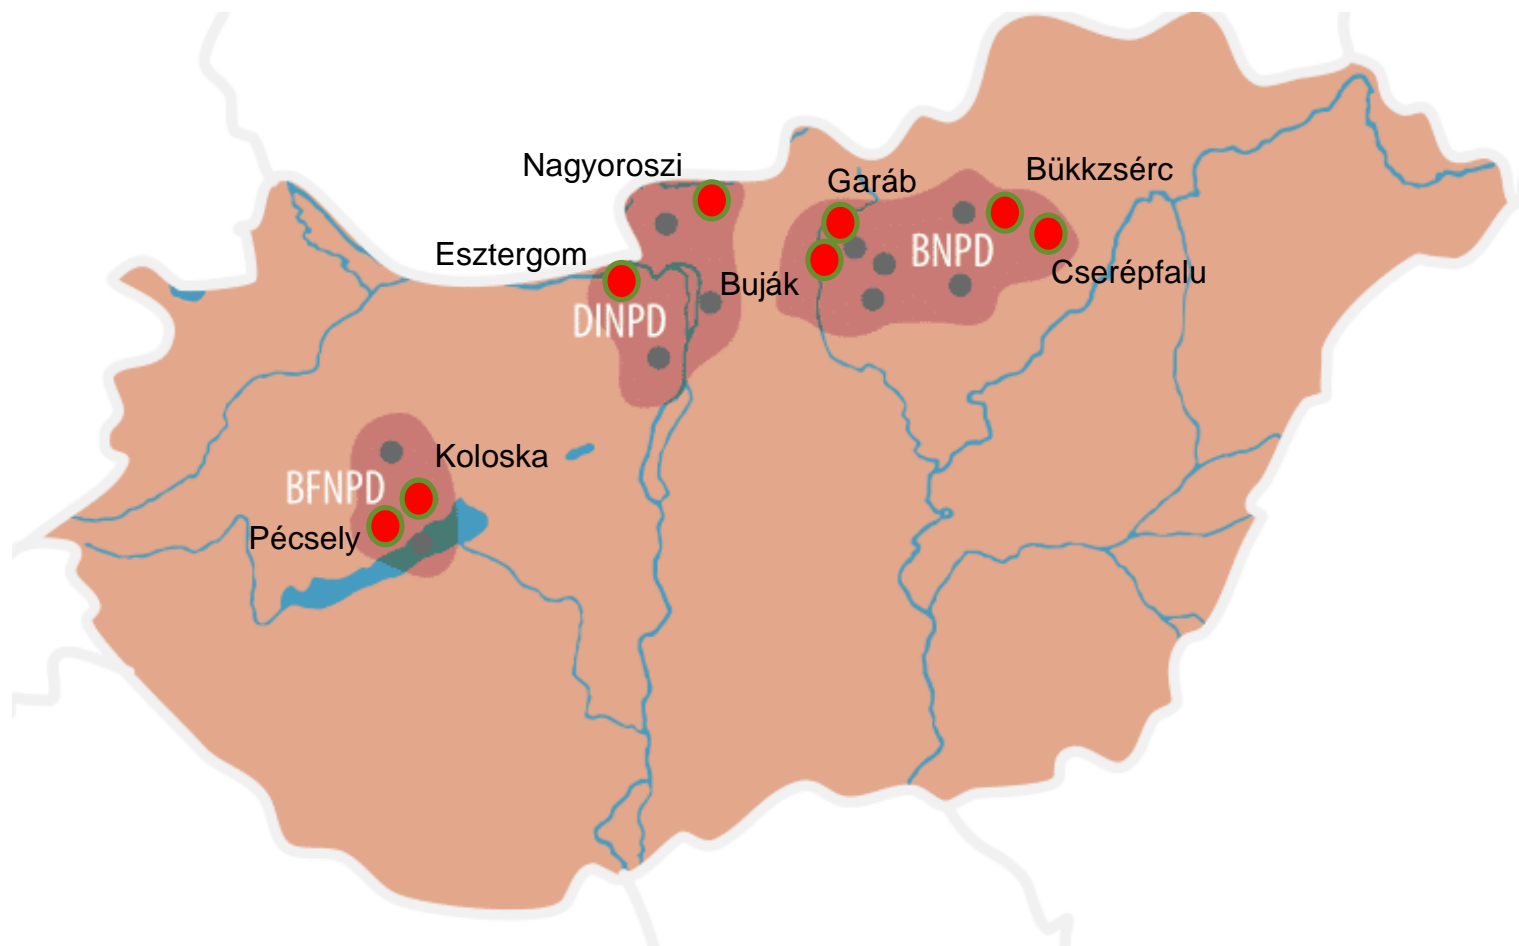 Nagyoroszi
Garáb
Bükkzsérc
Esztergom
BNPD
Buják
Cserépfalu
DINPD
Koloska
BFNPD
Pécsely